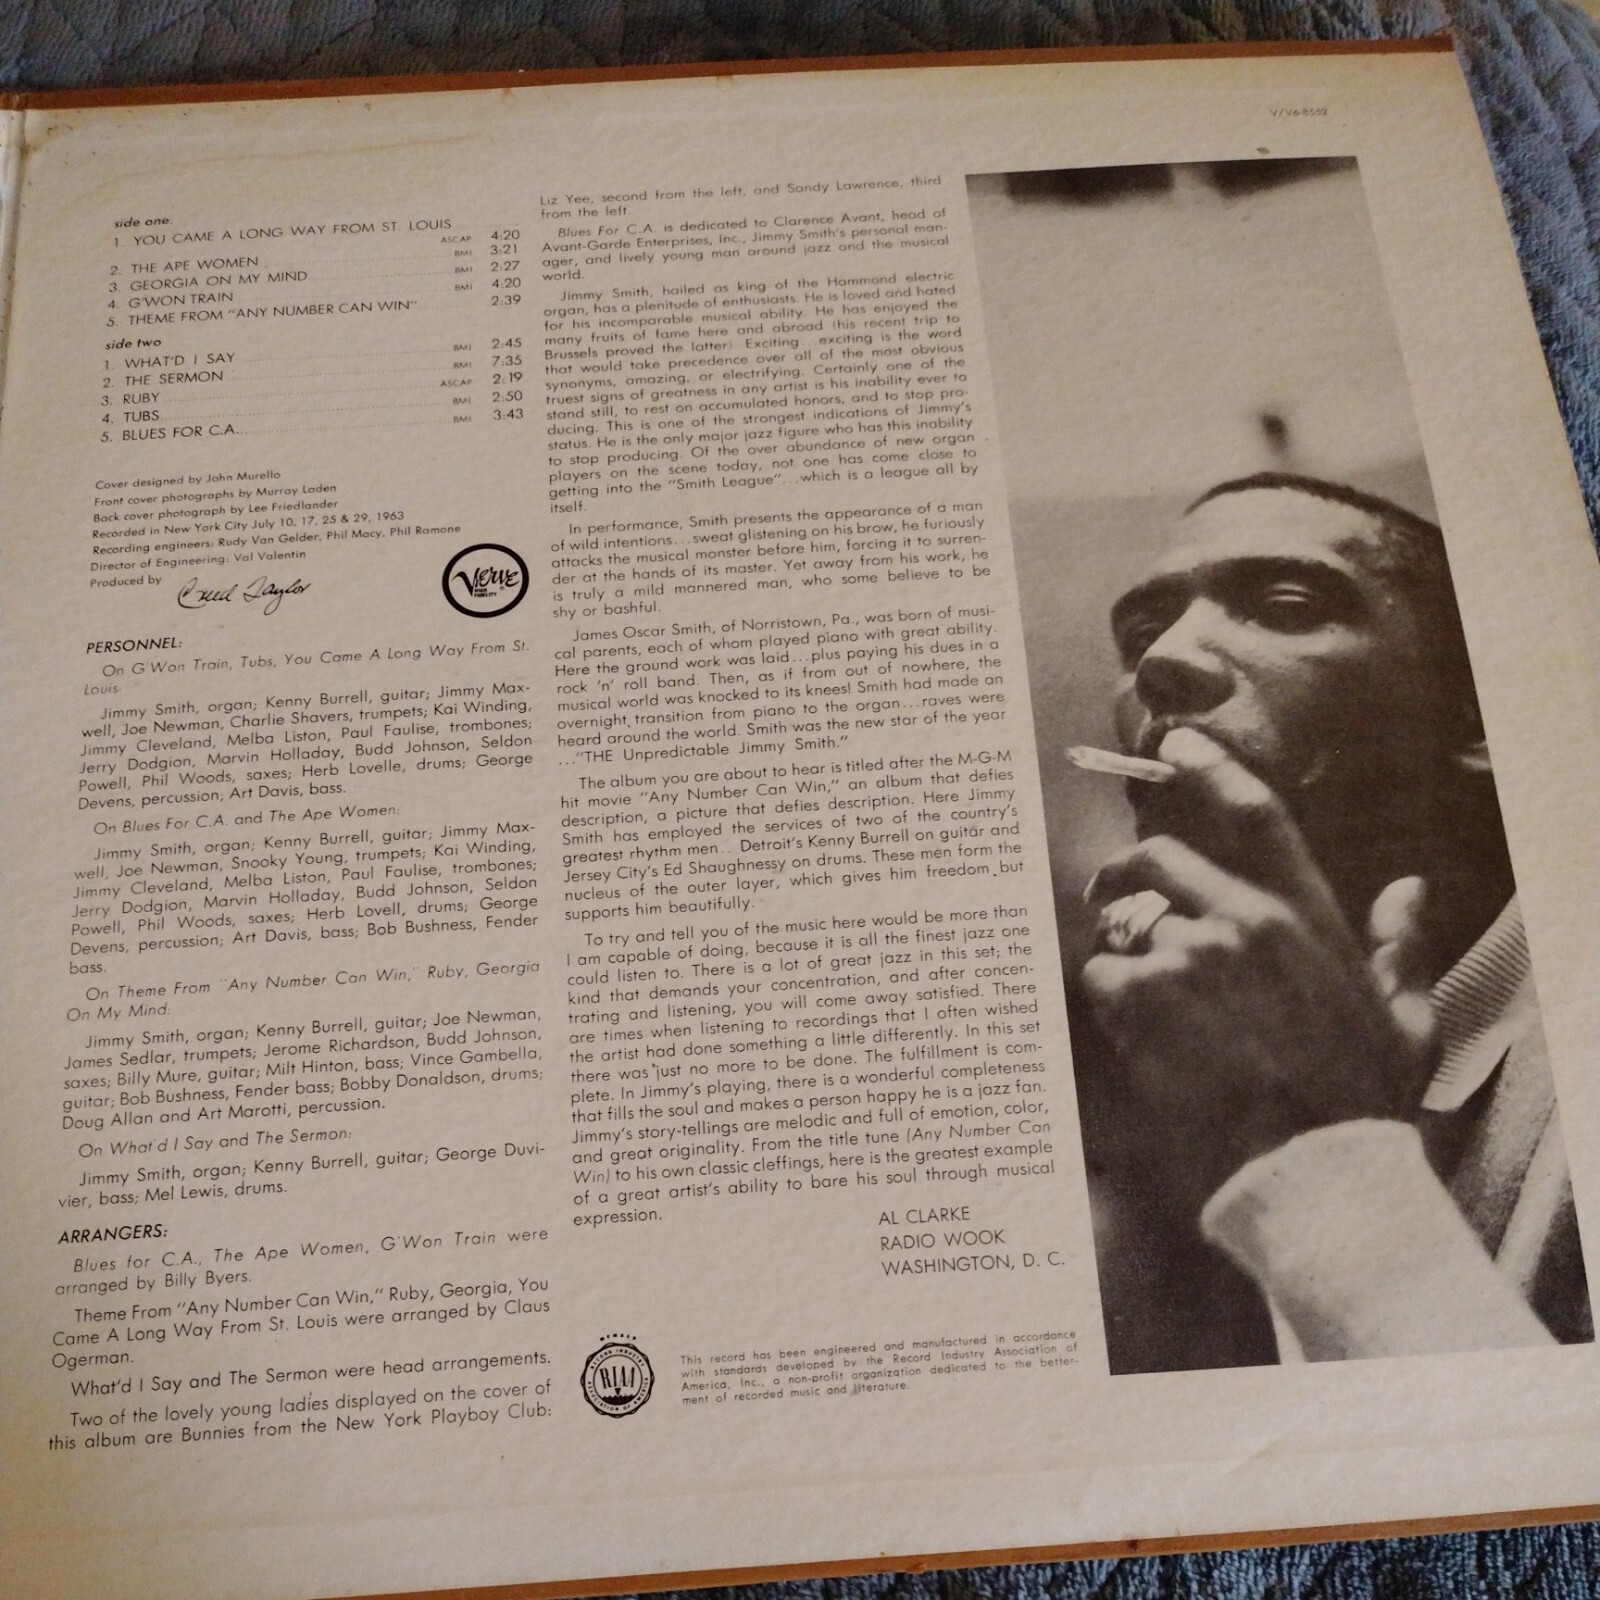 V/V6-8552
side one
1. YOU CAME A LONG WAY FROM ST. LOUIS ASCAP 4:20
2. THE APE WOMEN BMI 3:21
3. GEORGIA ON MY MIND BMI 2:27
4. G'WON TRAIN BMI 4:20
5. THEME FROM "ANY NUMBER CAN WIN" 2:39
side two
1. WHAT'D I SAY BMI 2:45
2. THE SERMON BMI 7:35
3. RUBY ASCAP 2:19
4. TUBS BMI 2:50
5. BLUES FOR C.A. BMI 3:43
Cover designed by John Murello
Front cover photographs by Murray Laden
Back cover photograph by Lee Friedlander
Recorded in New York City July 10, 17, 25 & 29, 1963
Recording engineers: Rudy Van Gelder, Phil Macy, Phil Ramone
Director of Engineering: Val Valentin
Produced by Creed Taylor
Verve
HIGH
FIDELITY
PERSONNEL:
On G'Won Train, Tubs, You Came A Long Way From St.
Louis:
Jimmy Smith, organ; Kenny Burrell, guitar; Jimmy Max-
well, Joe Newman, Charlie Shavers, trumpets; Kai Winding,
Jimmy Cleveland, Melba Liston, Paul Faulise, trombones;
Jerry Dodgion, Marvin Holladay, Budd Johnson, Seldon
Powell, Phil Woods, saxes; Herb Lovelle, drums; George
Devens, percussion; Art Davis, bass.
On Blues For C.A. and The Ape Women:
Jimmy Smith, organ; Kenny Burrell, guitar; Jimmy Max-
well, Joe Newman, Snooky Young, trumpets; Kai Winding,
Jimmy Cleveland, Melba Liston, Paul Faulise, trombones;
Jerry Dodgion, Marvin Holladay, Budd Johnson, Seldon
Powell, Phil Woods, saxes; Herb Lovell, drums; George
Devens, percussion; Art Davis, bass; Bob Bushness, Fender
bass.
On Theme From "Any Number Can Win," Ruby, Georgia
On My Mind:
Jimmy Smith, organ; Kenny Burrell, guitar; Joe Newman,
James Sedlar, trumpets; Jerome Richardson, Budd Johnson,
saxes; Billy Mure, guitar; Milt Hinton, bass; Vince Gambella,
guitar; Bob Bushness, Fender bass; Bobby Donaldson, drums;
Doug Allan and Art Marotti, percussion.
On What'd I Say and The Sermon:
Jimmy Smith, organ; Kenny Burrell, guitar; George Duvi-
vier, bass; Mel Lewis, drums.
ARRANGERS:
Blues for C.A., The Ape Women, G'Won Train were
arranged by Billy Byers.
Theme From "Any Number Can Win," Ruby, Georgia, You
Came A Long Way From St. Louis were arranged by Claus
Ogerman.
What'd I Say and The Sermon were head arrangements.
Two of the lovely young ladies displayed on the cover of
this album are Bunnies from the New York Playboy Club:
Liz Yee, second from the left, and Sandy Lawrence, third
from the left.
Blues For C.A. is dedicated to Clarence Avant, head of
Avant-Garde Enterprises, Inc., Jimmy Smith's personal man-
ager, and lively young man around jazz and the musical
world.
Jimmy Smith, hailed as king of the Hammond electric
organ, has a plenitude of enthusiasts. He is loved and hated
for his incomparable musical ability. He has enjoyed the
many fruits of fame here and abroad (his recent trip to
Brussels proved the latter) Exciting...exciting is the word
that would take precedence over all of the most obvious
synonyms, amazing, or electrifying. Certainly one of the
truest signs of greatness in any artist is his inability ever to
stand still, to rest on accumulated honors, and to stop pro-
ducing. This is one of the strongest indications of Jimmy's
status. He is the only major jazz figure who has this inability
to stop producing. Of the over abundance of new organ
players on the scene today, not one has come close to
getting into the "Smith League"...which is a league all by
itself.
In performance, Smith presents the appearance of a man
of wild intentions...sweat glistening on his brow, he furiously
attacks the musical monster before him, forcing it to surren-
der at the hands of its master. Yet away from his work, he
is truly a mild mannered man, who some believe to be
shy or bashful.
James Oscar Smith, of Norristown, Pa., was born of musi-
cal parents, each of whom played piano with great ability.
Here the ground work was laid...plus paying his dues in a
rock 'n' roll band. Then, as if from out of nowhere, the
musical world was knocked to its knees! Smith had made an
overnight transition from piano to the organ...raves were
heard around the world. Smith was the new star of the year
..."THE Unpredictable Jimmy Smith."
The album you are about to hear is titled after the M-G-M
hit movie "Any Number Can Win," an album that defies
description, a picture that defies description. Here Jimmy
Smith has employed the services of two of the country's
greatest rhythm men... Detroit's Kenny Burrell on guitar and
Jersey City's Ed Shaughnessy on drums. These men form the
nucleus of the outer layer, which gives him freedom but
supports him beautifully.
To try and tell you of the music here would be more than
I am capable of doing, because it is all the finest jazz one
could listen to. There is a lot of great jazz in this set; the
kind that demands your concentration, and after concen-
trating and listening, you will come away satisfied. There
are times when listening to recordings that I often wished
the artist had done something a little differently. In this set
there was just no more to be done. The fulfillment is com-
plete. In Jimmy's playing, there is a wonderful completeness
that fills the soul and makes a person happy he is a jazz fan.
Jimmy's story-tellings are melodic and full of emotion, color,
and great originality. From the title tune (Any Number Can
Win) to his own classic cleffings, here is the greatest example
of a great artist's ability to bare his soul through musical
expression.
AL CLARKE
RADIO WOOK
WASHINGTON, D. C.
MEMBER
RECORD INDUSTRY
RIAA
ASSOCIATION OF AMERICA
This record has been engineered and manufactured in accordance
with standards developed by the Record Industry Association of
America, Inc., a non-profit organization dedicated to the better-
ment of recorded music and literature.